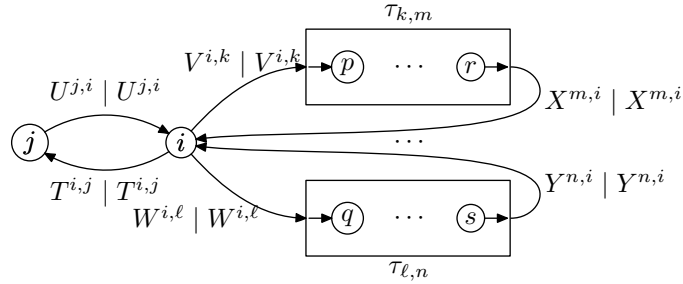 τ_{k,m}
V^{i,k} | V^{i,k}
p ⋯ r
U^{j,i} | U^{j,i}
X^{m,i} | X^{m,i}
j i ⋯
T^{i,j} | T^{i,j}
Y^{n,i} | Y^{n,i}
W^{i,ℓ} | W^{i,ℓ}
q ⋯ s
τ_{ℓ,n}